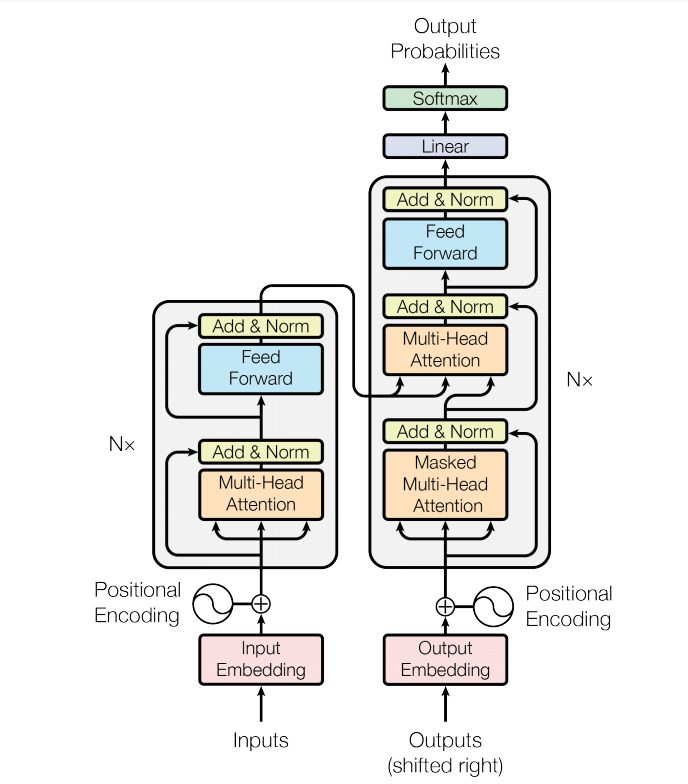 Output
Probabilities
Softmax
Linear
Add & Norm
Feed
Forward
Add & Norm
Multi-Head
Attention
Add & Norm
Masked
Multi-Head
Attention
Nx
Positional
Encoding
Output
Embedding
Outputs
(shifted right)
Add & Norm
Feed
Forward
Add & Norm
Multi-Head
Attention
N×
Positional
Encoding
Input
Embedding
Inputs